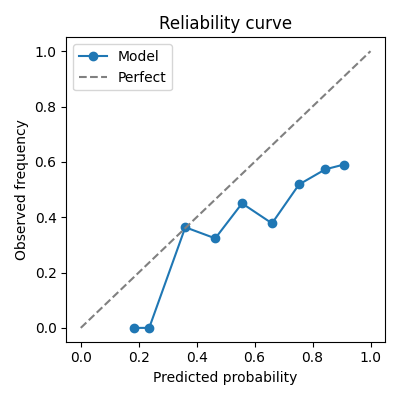 Reliability curve
Model
Perfect
Observed frequency
1.0
0.8
0.6
0.4
0.2
0.0
0.0 0.2 0.4 0.6 0.8 1.0
Predicted probability